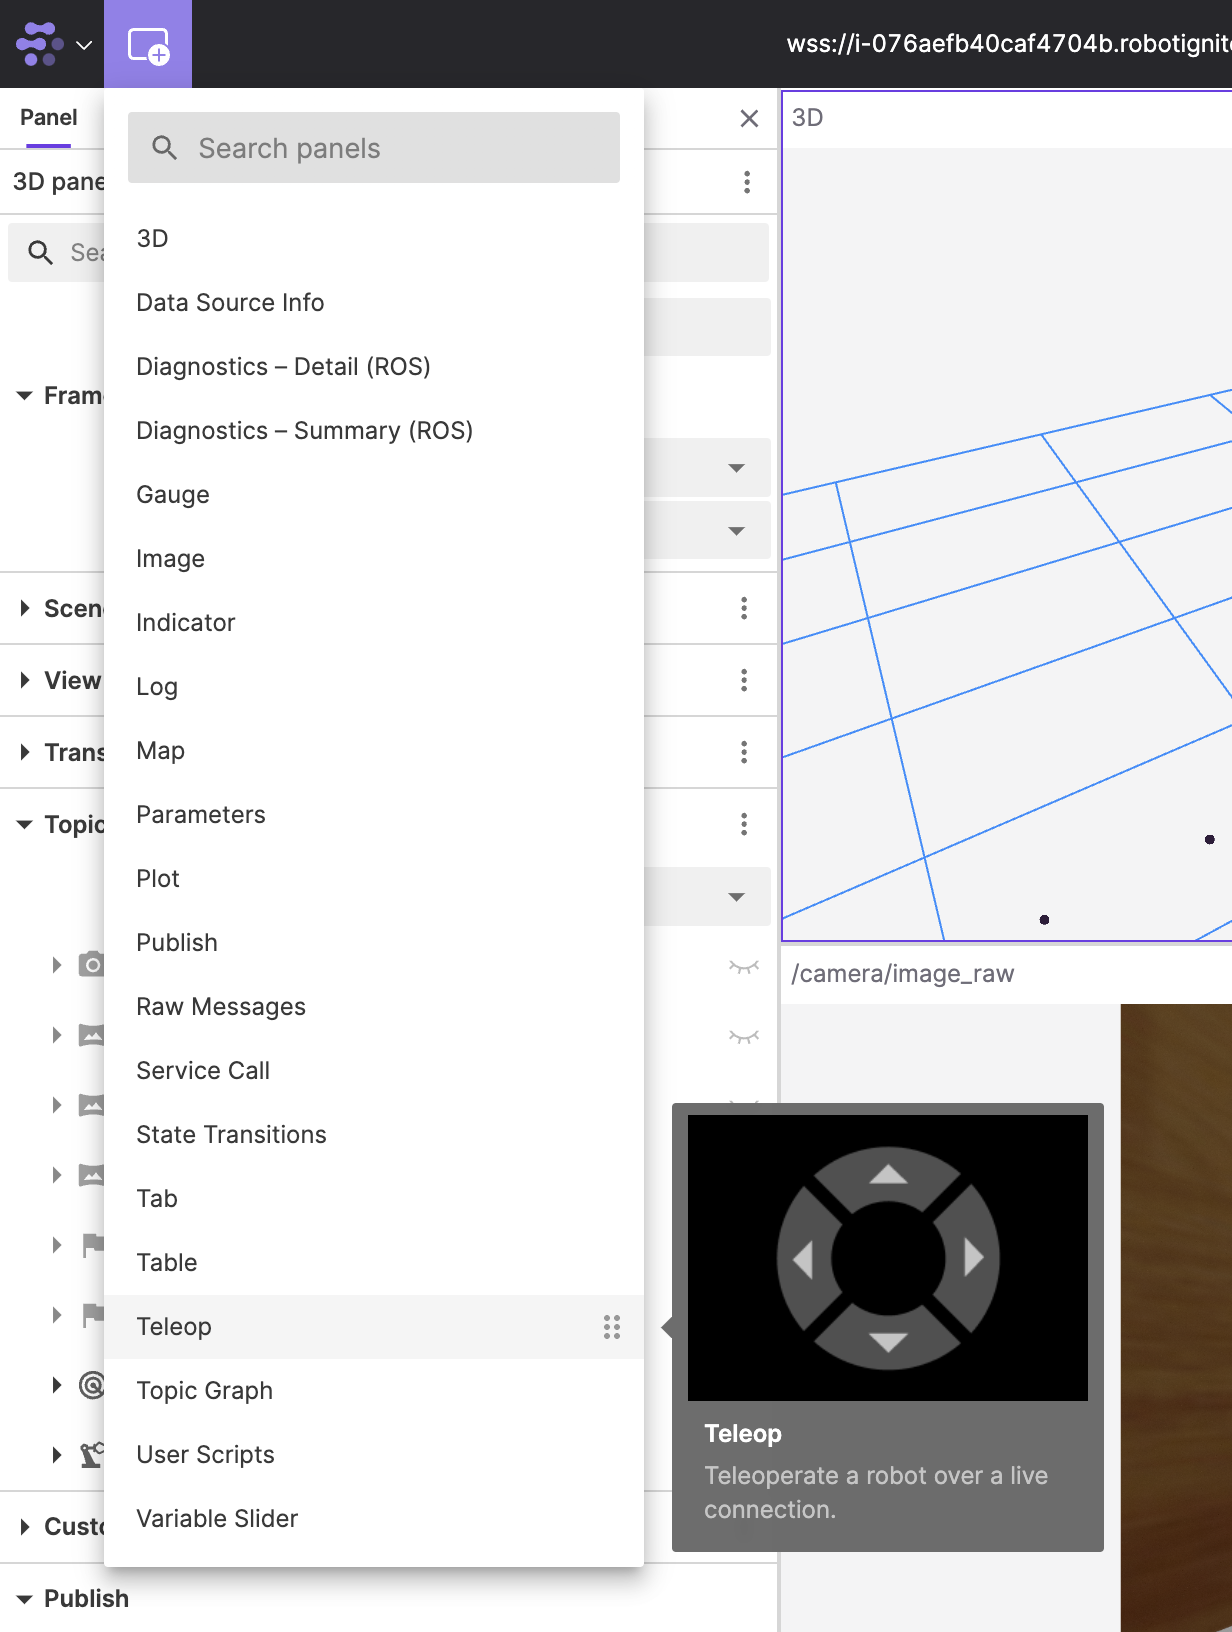 wss://i-076aefb40caf4704b.robotignite
Panel
3D
Search panels
3D pane
3D
Sea
Data Source Info
Diagnostics – Detail (ROS)
Fram
Diagnostics – Summary (ROS)
Gauge
Image
Scen
Indicator
View
Log
Trans
Map
Topic
Parameters
Plot
Publish
/camera/image_raw
Raw Messages
Service Call
State Transitions
Tab
Table
Teleop
Topic Graph
Teleop
User Scripts
Teleoperate a robot over a live
connection.
Custo
Variable Slider
Publish